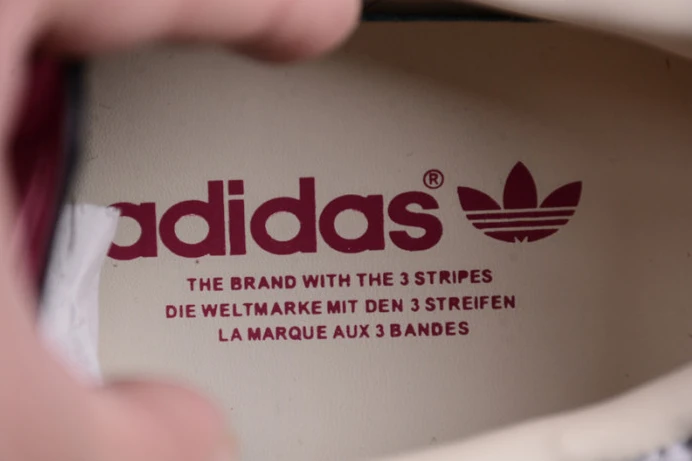 adidas®
THE BRAND WITH THE 3 STRIPES
DIE WELTMARKE MIT DEN 3 STREIFEN
LA MARQUE AUX 3 BANDES